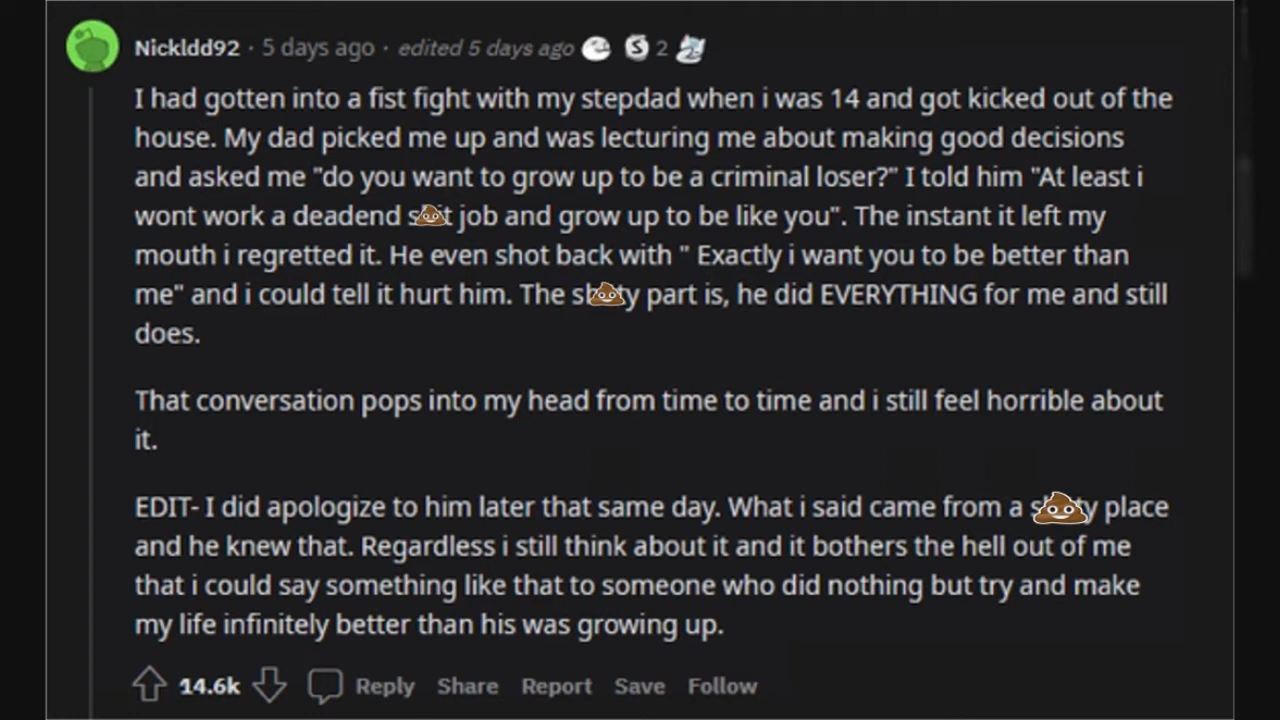 Nickldd92 · 5 days ago · edited 5 days ago 2
I had gotten into a fist fight with my stepdad when i was 14 and got kicked out of the
house. My dad picked me up and was lecturing me about making good decisions
and asked me "do you want to grow up to be a criminal loser?" I told him "At least i
wont work a deadend s💩t job and grow up to be like you". The instant it left my
mouth i regretted it. He even shot back with " Exactly i want you to be better than
me" and i could tell it hurt him. The sh💩ty part is, he did EVERYTHING for me and still
does.
That conversation pops into my head from time to time and i still feel horrible about
it.
EDIT- I did apologize to him later that same day. What i said came from a s💩ty place
and he knew that. Regardless i still think about it and it bothers the hell out of me
that i could say something like that to someone who did nothing but try and make
my life infinitely better than his was growing up.
14.6k Reply Share Report Save Follow